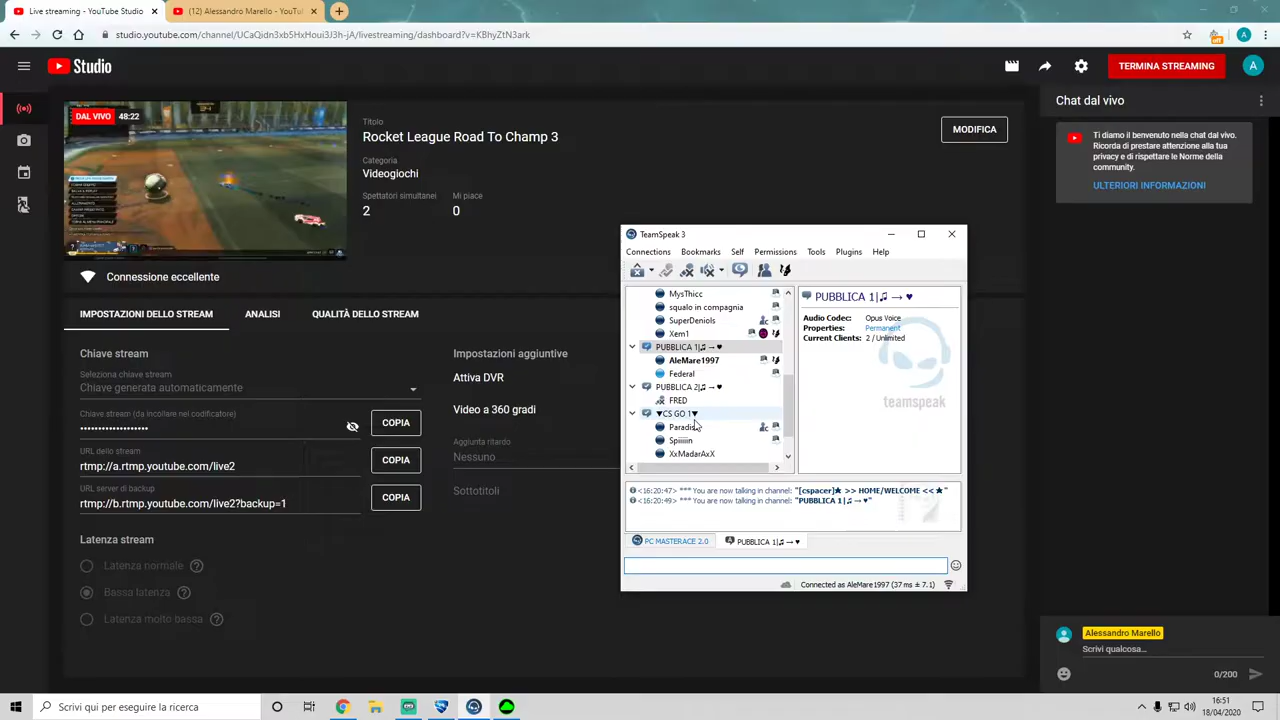 Live streaming - YouTube Studio
(12) Alessandro Marello - YouTu
studio.youtube.com/channel/UCaQidn3xb5HxHoui3J3h-jA/livestreaming/dashboard?v=KBhyZtN3ark
Studio
TERMINA STREAMING
A
DAL VIVO 48:22
Titolo
Rocket League Road To Champ 3
MODIFICA
Categoria
Videogiochi
Spettatori simultanei
Mi piace
2
0
Connessione eccellente
IMPOSTAZIONI DELLO STREAM
ANALISI
QUALITÀ DELLO STREAM
Chiave stream
Seleziona chiave stream
Chiave generata automaticamente
Chiave stream (da incollare nel codificatore)
COPIA
URL dello stream
rtmp://a.rtmp.youtube.com/live2
COPIA
URL server di backup
rtmp://b.rtmp.youtube.com/live2?backup=1
COPIA
Latenza stream
Latenza normale
Bassa latenza
Latenza molto bassa
Impostazioni aggiuntive
Attiva DVR
Video a 360 gradi
Aggiunta ritardo
Nessuno
Sottotitoli
TeamSpeak 3
Connections Bookmarks Self Permissions Tools Plugins Help
MysThicc
squalo in compagnia
SuperDeniols
Xem1
PUBBLICA 1|♫ → ♥
AleMare1997
Federal
PUBBLICA 2|♫ → ♥
FRED
▼CS GO 1▼
Paradis
Spiiiiin
XxMadarAxX
PUBBLICA 1|♫ → ♥
Audio Codec: Opus Voice
Properties: Permanent
Current Clients: 2 / Unlimited
teamspeak
<16:20:47> *** You are now talking in channel: "[cspacer]★ >> HOME/WELCOME << ★"
<16:20:49> *** You are now talking in channel: "PUBBLICA 1|♫ → ♥"
PC MASTERACE 2.0
PUBBLICA 1|♫ → ♥
Connected as AleMare1997 (37 ms ± 7.1)
Chat dal vivo
Ti diamo il benvenuto nella chat dal vivo.
Ricorda di prestare attenzione alla tua
privacy e di rispettare le Norme della
community.
ULTERIORI INFORMAZIONI
Alessandro Marello
Scrivi qualcosa...
0/200
Scrivi qui per eseguire la ricerca
16:51
18/04/2020